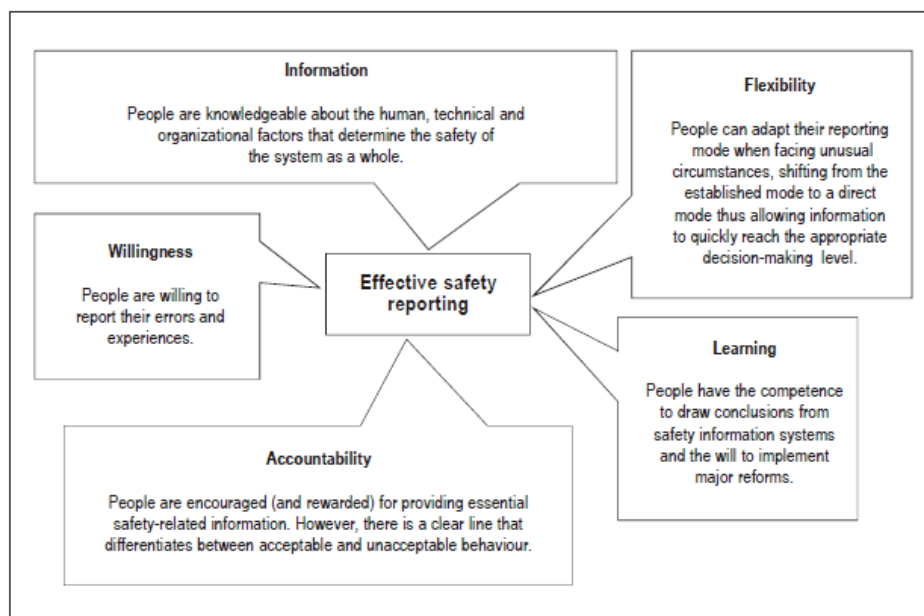 Information
People are knowledgeable about the human, technical and
organizational factors that determine the safety of
the system as a whole.
Flexibility
People can adapt their reporting
mode when facing unusual
circumstances, shifting from the
established mode to a direct
mode thus allowing information
to quickly reach the appropriate
decision-making level.
Willingness
People are willing to
report their errors and
experiences.
Effective safety
reporting
Learning
People have the competence
to draw conclusions from
safety information systems
and the will to implement
major reforms.
Accountability
People are encouraged (and rewarded) for providing essential
safety-related information. However, there is a clear line that
differentiates between acceptable and unacceptable behaviour.